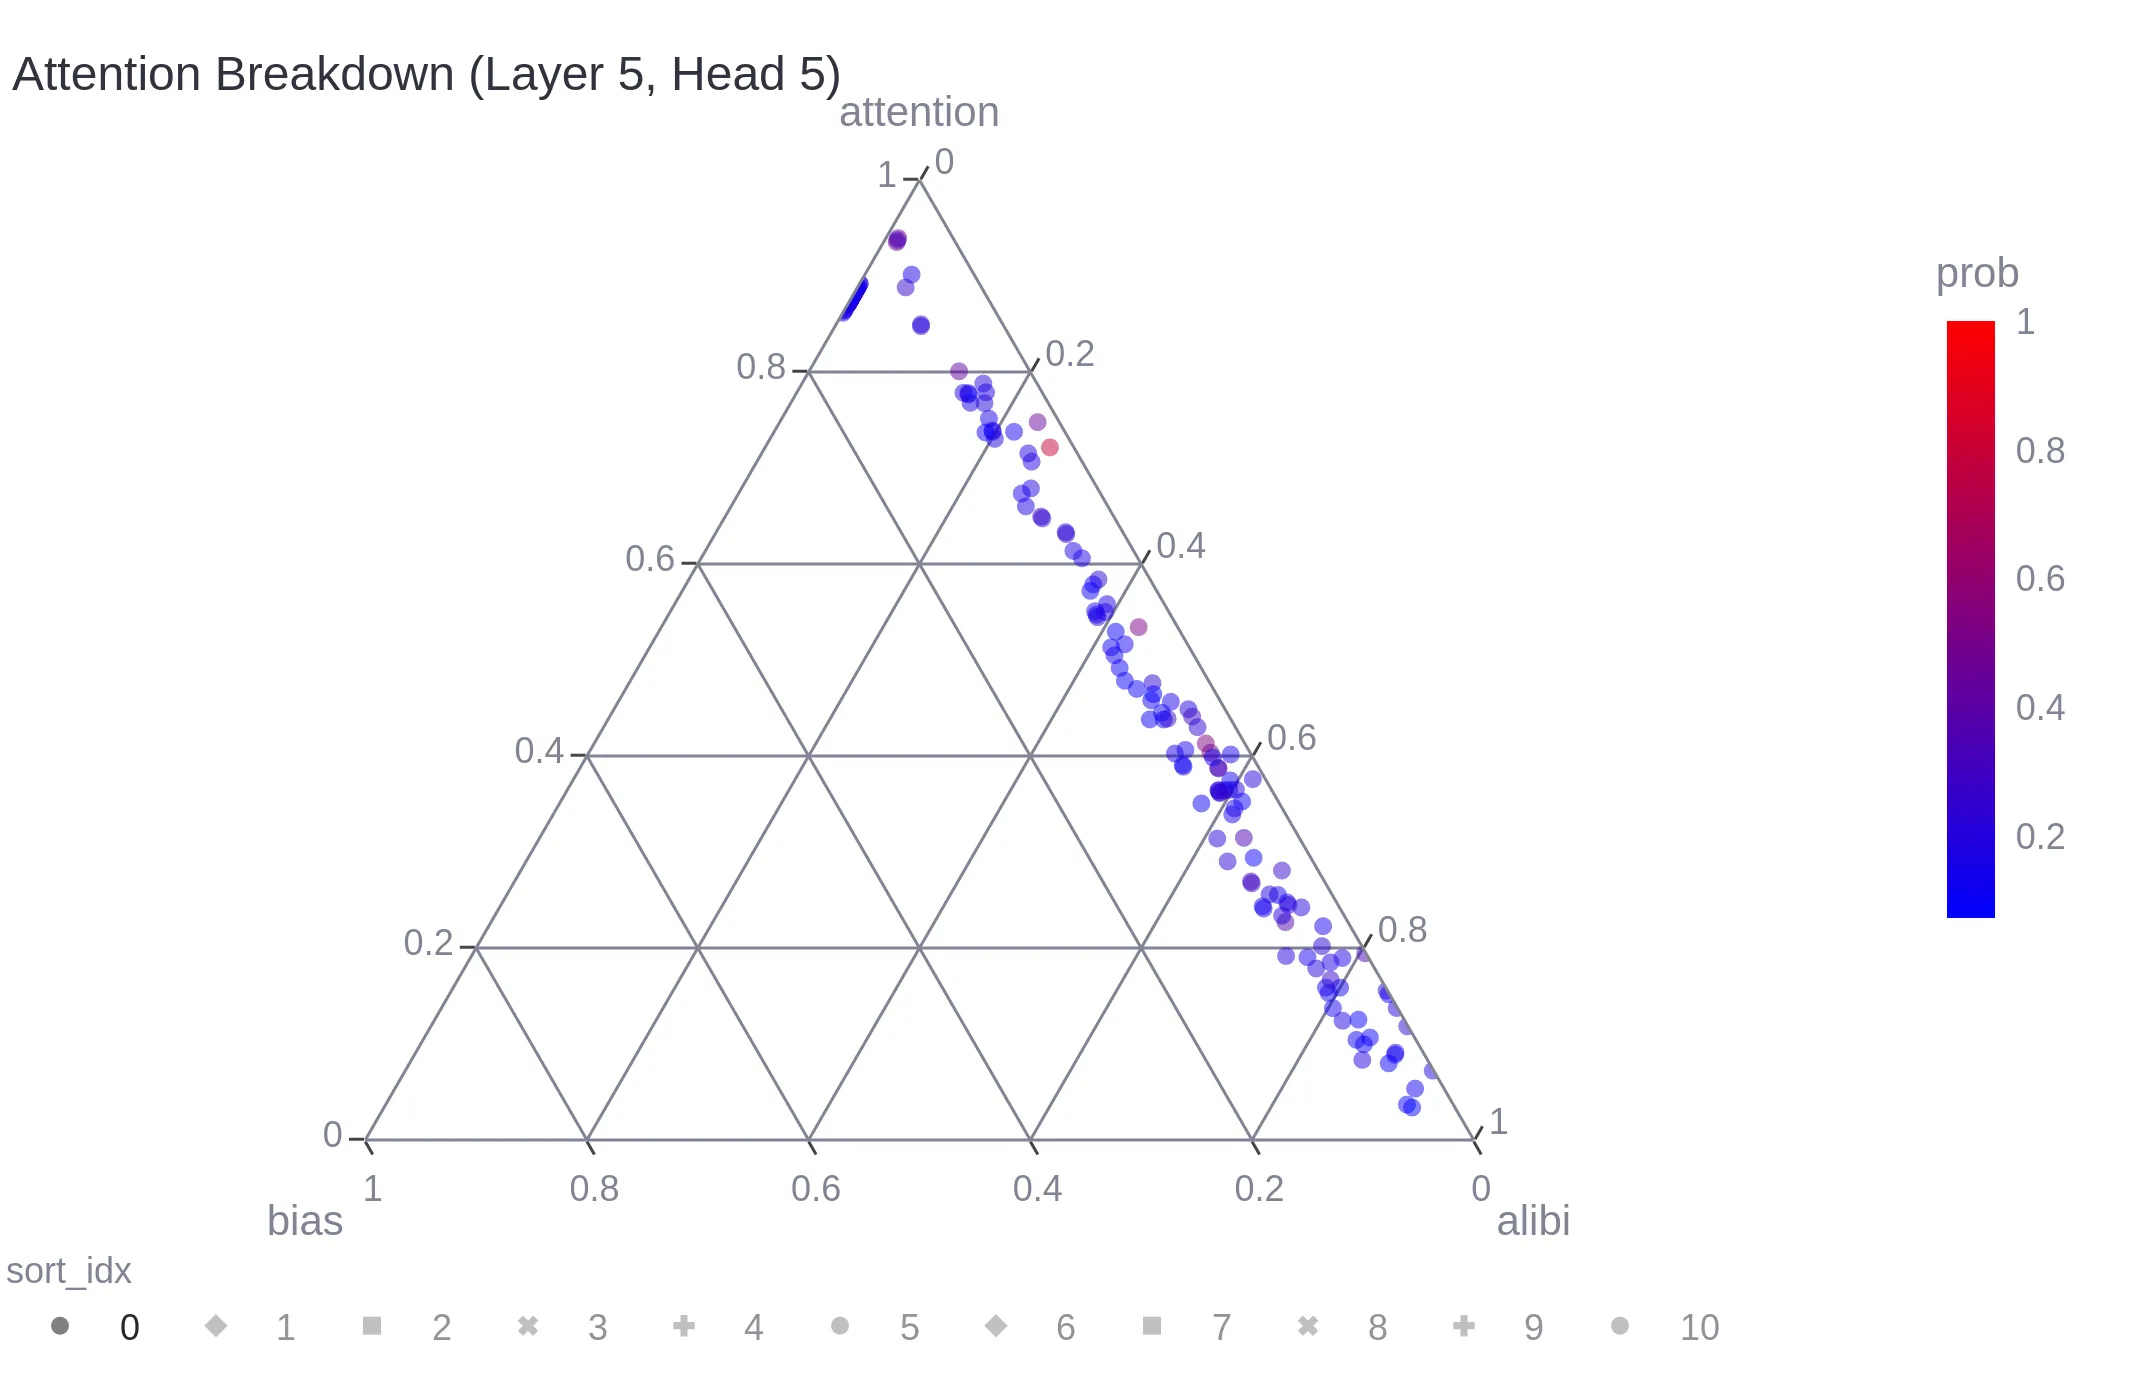 Attention Breakdown (Layer 5, Head 5)
attention
1 0
prob
1
0.8 0.2
0.8
0.6 0.4
0.6
0.4 0.6
0.4
0.2 0.8
0.2
0 1
1 0.8 0.6 0.4 0.2 0
bias alibi
sort_idx
0 1 2 3 4 5 6 7 8 9 10